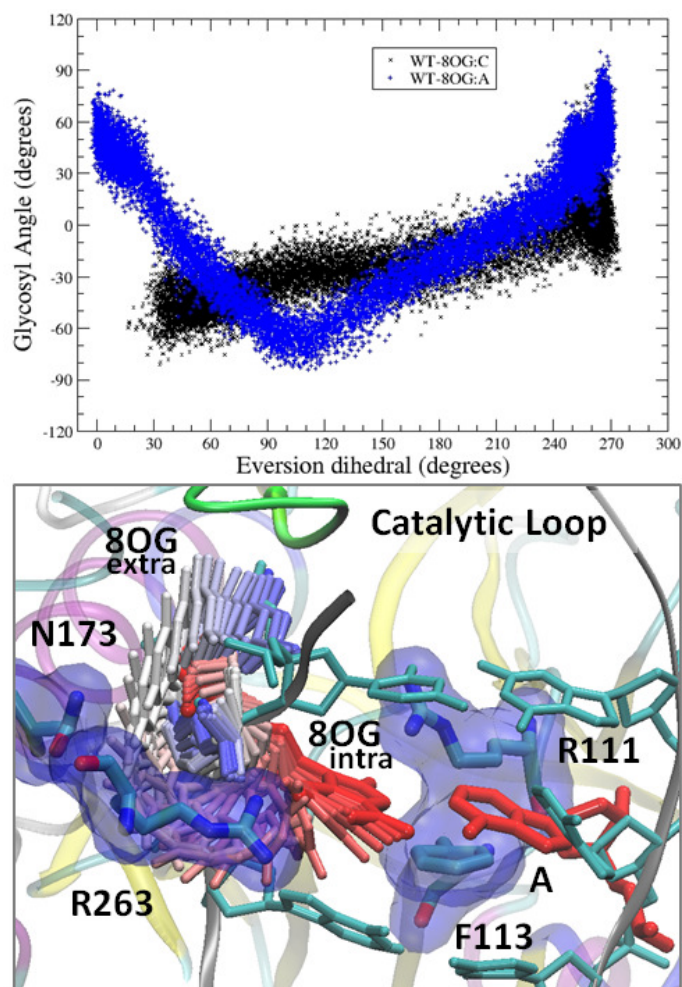 120
90
60
30
0
-30
-60
-90
-120
Glycosyl Angle (degrees)
× WT-8OG:C
+ WT-8OG:A
0 30 60 90 120 150 180 210 240 270 300
Eversion dihedral (degrees)
Catalytic Loop
8OG
extra
N173
8OG
intra
R111
R263
A
F113